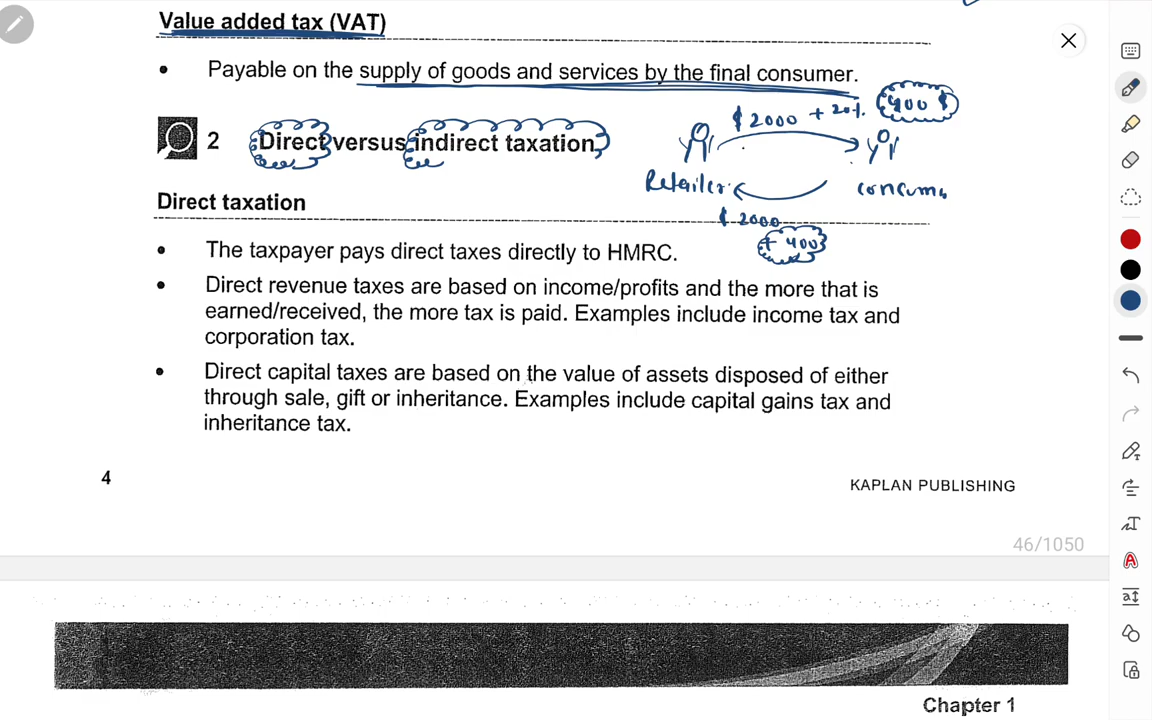 Value added tax (VAT)
• Payable on the supply of goods and services by the final consumer.
$ 2000 + 20%. 400 $
2 Direct versus indirect taxation
Retailer consum
$ 2000
+ 400
Direct taxation
• The taxpayer pays direct taxes directly to HMRC.
• Direct revenue taxes are based on income/profits and the more that is
earned/received, the more tax is paid. Examples include income tax and
corporation tax.
• Direct capital taxes are based on the value of assets disposed of either
through sale, gift or inheritance. Examples include capital gains tax and
inheritance tax.
4
KAPLAN PUBLISHING
46/1050
Chapter 1